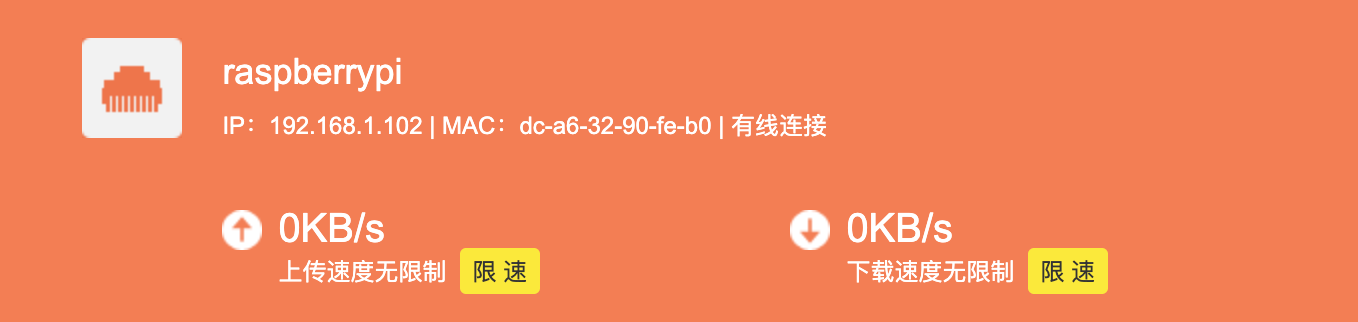 raspberrypi
IP：192.168.1.102 | MAC：dc-a6-32-90-fe-b0 | 有线连接
0KB/s
上传速度无限制 限 速
0KB/s
下载速度无限制 限 速